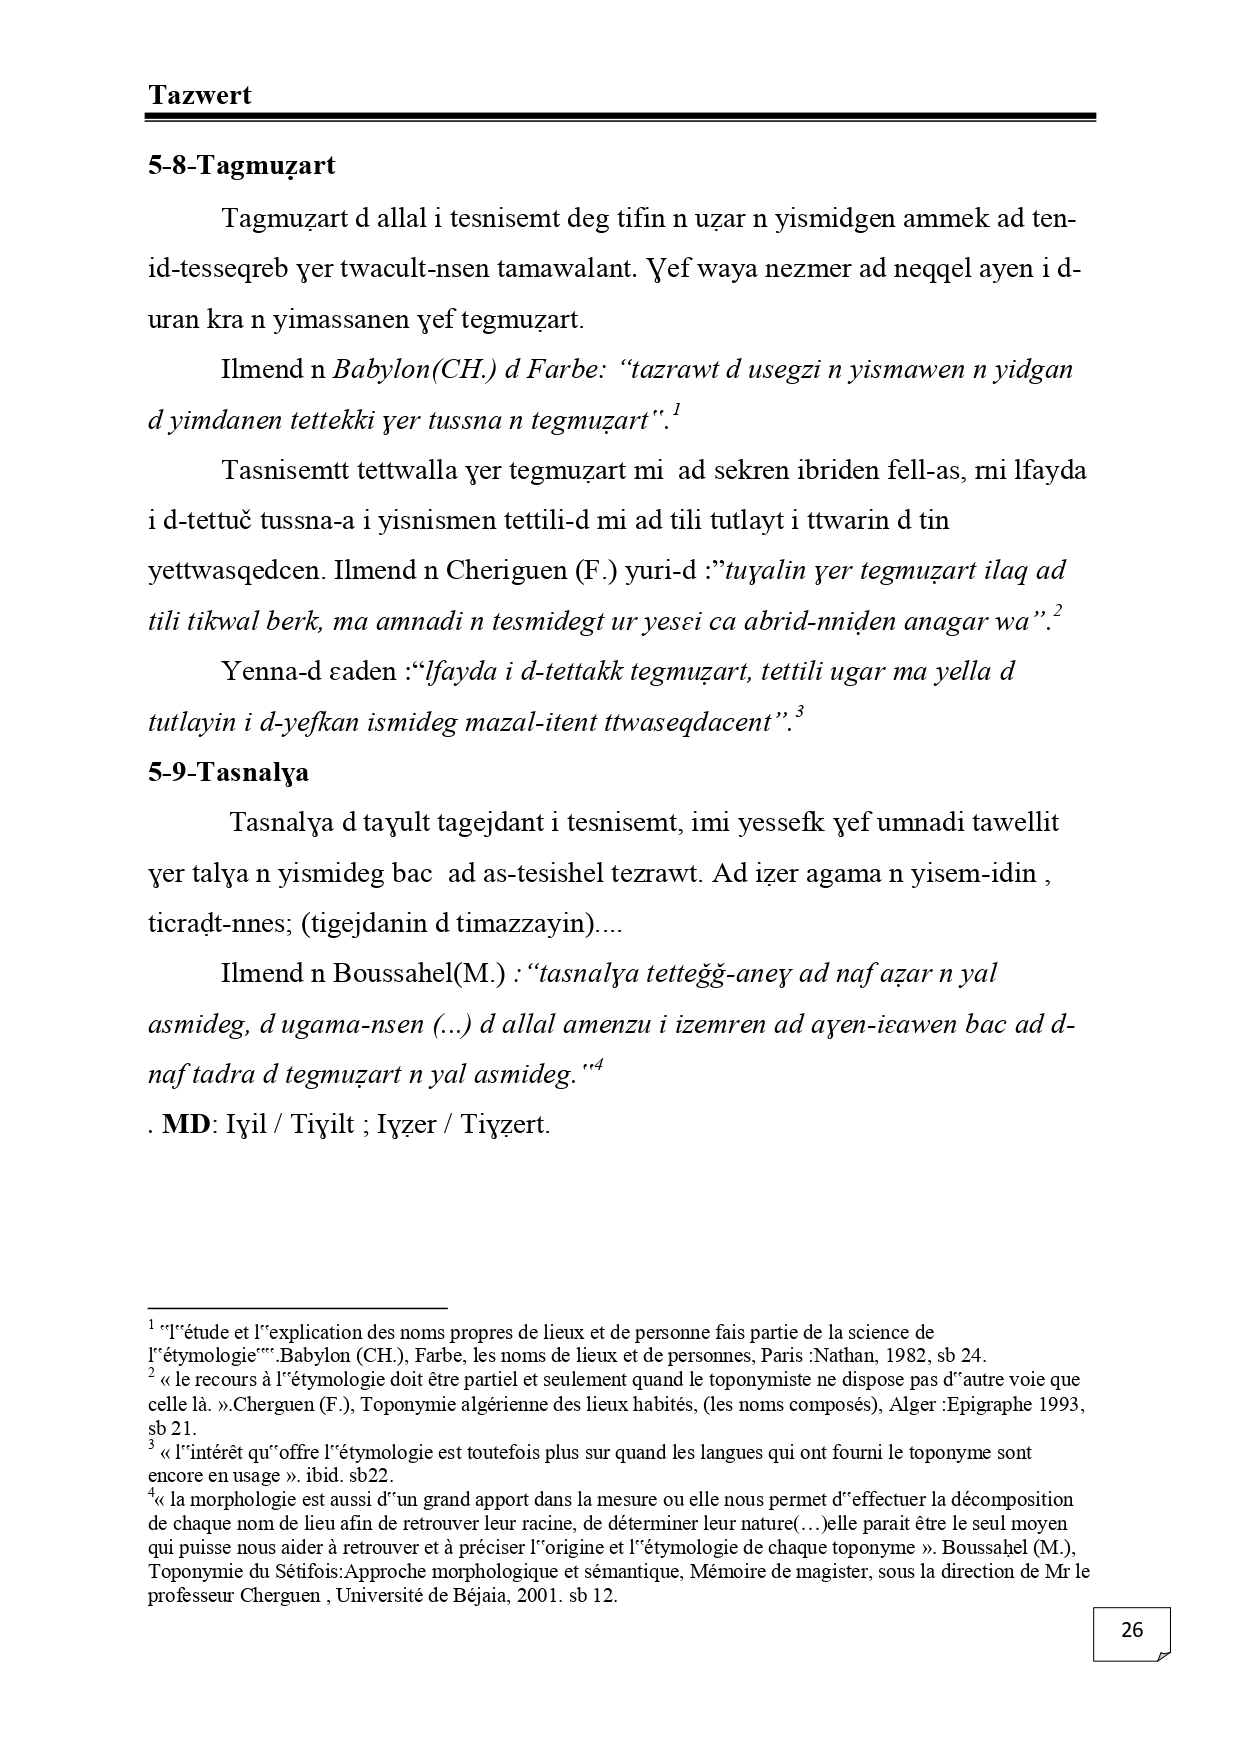 Tazwert
5-8-Tagmuẓart
Tagmuẓart d allal i tesnisemt deg tifin n uẓar n yismidgen ammek ad ten-
id-tesseqreb ɣer twacult-nsen tamawalant. Ɣef waya nezmer ad neqqel ayen i d-
uran kra n yimassanen ɣef tegmuẓart.
Ilmend n Babylon(CH.) d Farbe: “tazrawt d usegzi n yismawen n yidgan
d yimdanen tettekki ɣer tussna n tegmuẓart‟.1
Tasnisemtt tettwalla ɣer tegmuẓart mi ad sekren ibriden fell-as, rni lfayda
i d-tettuč tussna-a i yisnismen tettili-d mi ad tili tutlayt i ttwarin d tin
yettwasqedcen. Ilmend n Cheriguen (F.) yuri-d :”tuɣalin ɣer tegmuẓart ilaq ad
tili tikwal berk, ma amnadi n tesmidegt ur yesɛi ca abrid-nniḍen anagar wa”.2
Yenna-d ɛaden :“lfayda i d-tettakk tegmuẓart, tettili ugar ma yella d
tutlayin i d-yefkan ismideg mazal-itent ttwaseqdacent”.3
5-9-Tasnalɣa
Tasnalɣa d taɣult tagejdant i tesnisemt, imi yessefk ɣef umnadi tawellit
ɣer talɣa n yismideg bac ad as-tesishel tezrawt. Ad iẓer agama n yisem-idin ,
ticraḍt-nnes; (tigejdanin d timazzayin)....
Ilmend n Boussahel(M.) :“tasnalɣa tetteǧǧ-aneɣ ad naf aẓar n yal
asmideg, d ugama-nsen (...) d allal amenzu i izemren ad aɣen-iɛawen bac ad d-
naf tadra d tegmuẓart n yal asmideg.‟4
. MD: Iɣil / Tiɣilt ; Iɣẓer / Tiɣẓert.
1 ‟l‟étude et l‟explication des noms propres de lieux et de personne fais partie de la science de
l‟étymologie‟‟.Babylon (CH.), Farbe, les noms de lieux et de personnes, Paris :Nathan, 1982, sb 24.
2 « le recours à l‟étymologie doit être partiel et seulement quand le toponymiste ne dispose pas d‟autre voie que
celle là. ».Cherguen (F.), Toponymie algérienne des lieux habités, (les noms composés), Alger :Epigraphe 1993,
sb 21.
3 « l‟intérêt qu‟offre l‟étymologie est toutefois plus sur quand les langues qui ont fourni le toponyme sont
encore en usage ». ibid. sb22.
4« la morphologie est aussi d‟un grand apport dans la mesure ou elle nous permet d‟effectuer la décomposition
de chaque nom de lieu afin de retrouver leur racine, de déterminer leur nature(…)elle parait être le seul moyen
qui puisse nous aider à retrouver et à préciser l‟origine et l‟étymologie de chaque toponyme ». Boussaḥel (M.),
Toponymie du Sétifois:Approche morphologique et sémantique, Mémoire de magister, sous la direction de Mr le
professeur Cherguen , Université de Béjaia, 2001. sb 12.
26